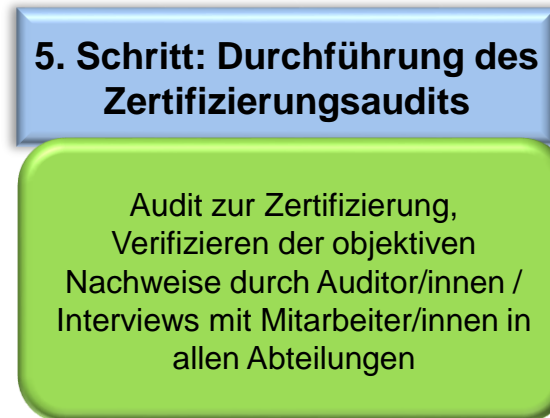 5. Schritt: Durchführung des
Zertifizierungsaudits
Audit zur Zertifizierung,
Verifizieren der objektiven
Nachweise durch Auditor/innen /
Interviews mit Mitarbeiter/innen in
allen Abteilungen